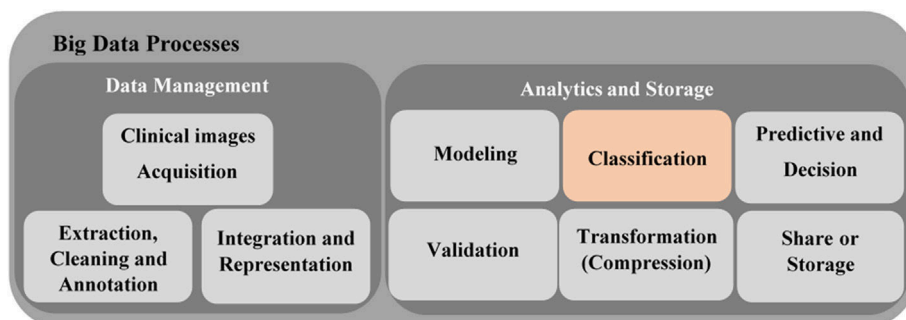 Big Data Processes
Data Management
Clinical images
Acquisition
Extraction,
Cleaning and
Annotation
Integration and
Representation
Analytics and Storage
Modeling
Classification
Predictive and
Decision
Validation
Transformation
(Compression)
Share or
Storage